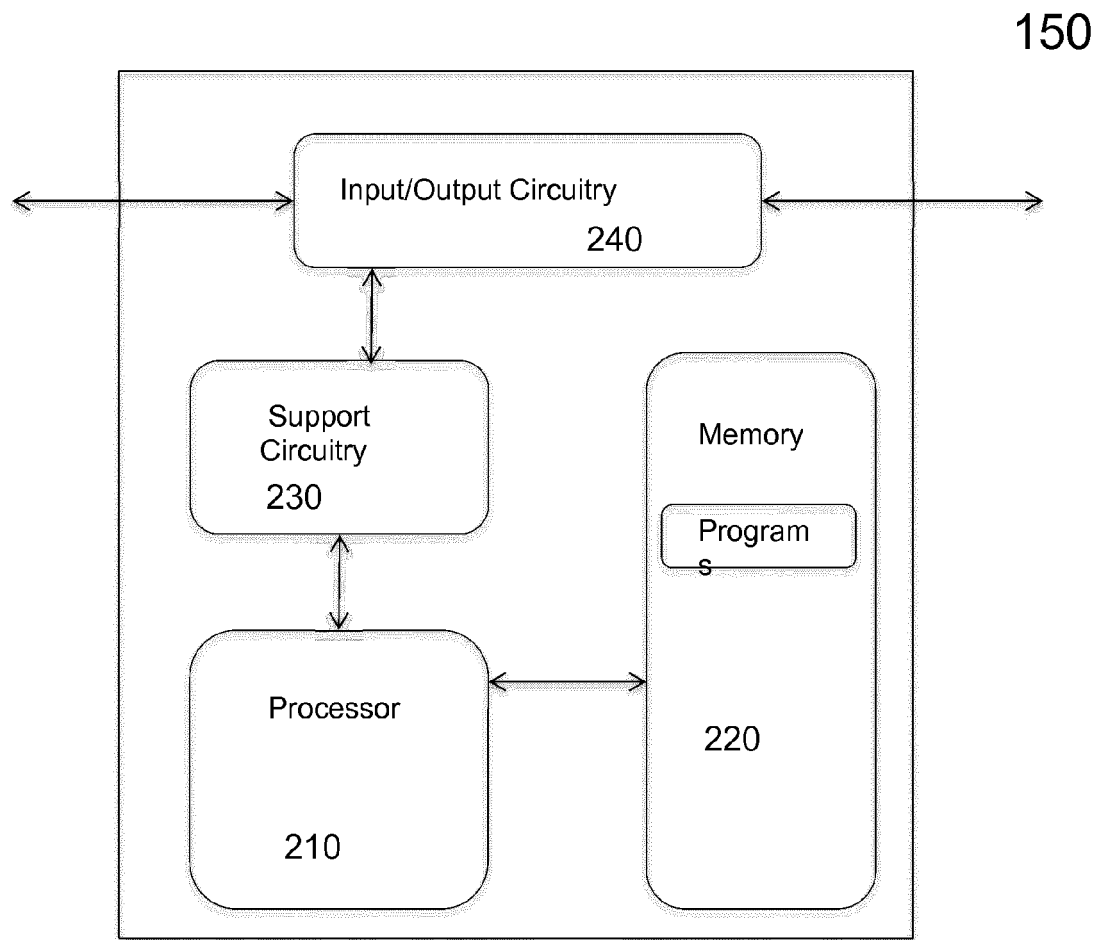 150
Input/Output Circuitry
240
Support
Circuitry
230
Memory
Program
s
220
Processor
210